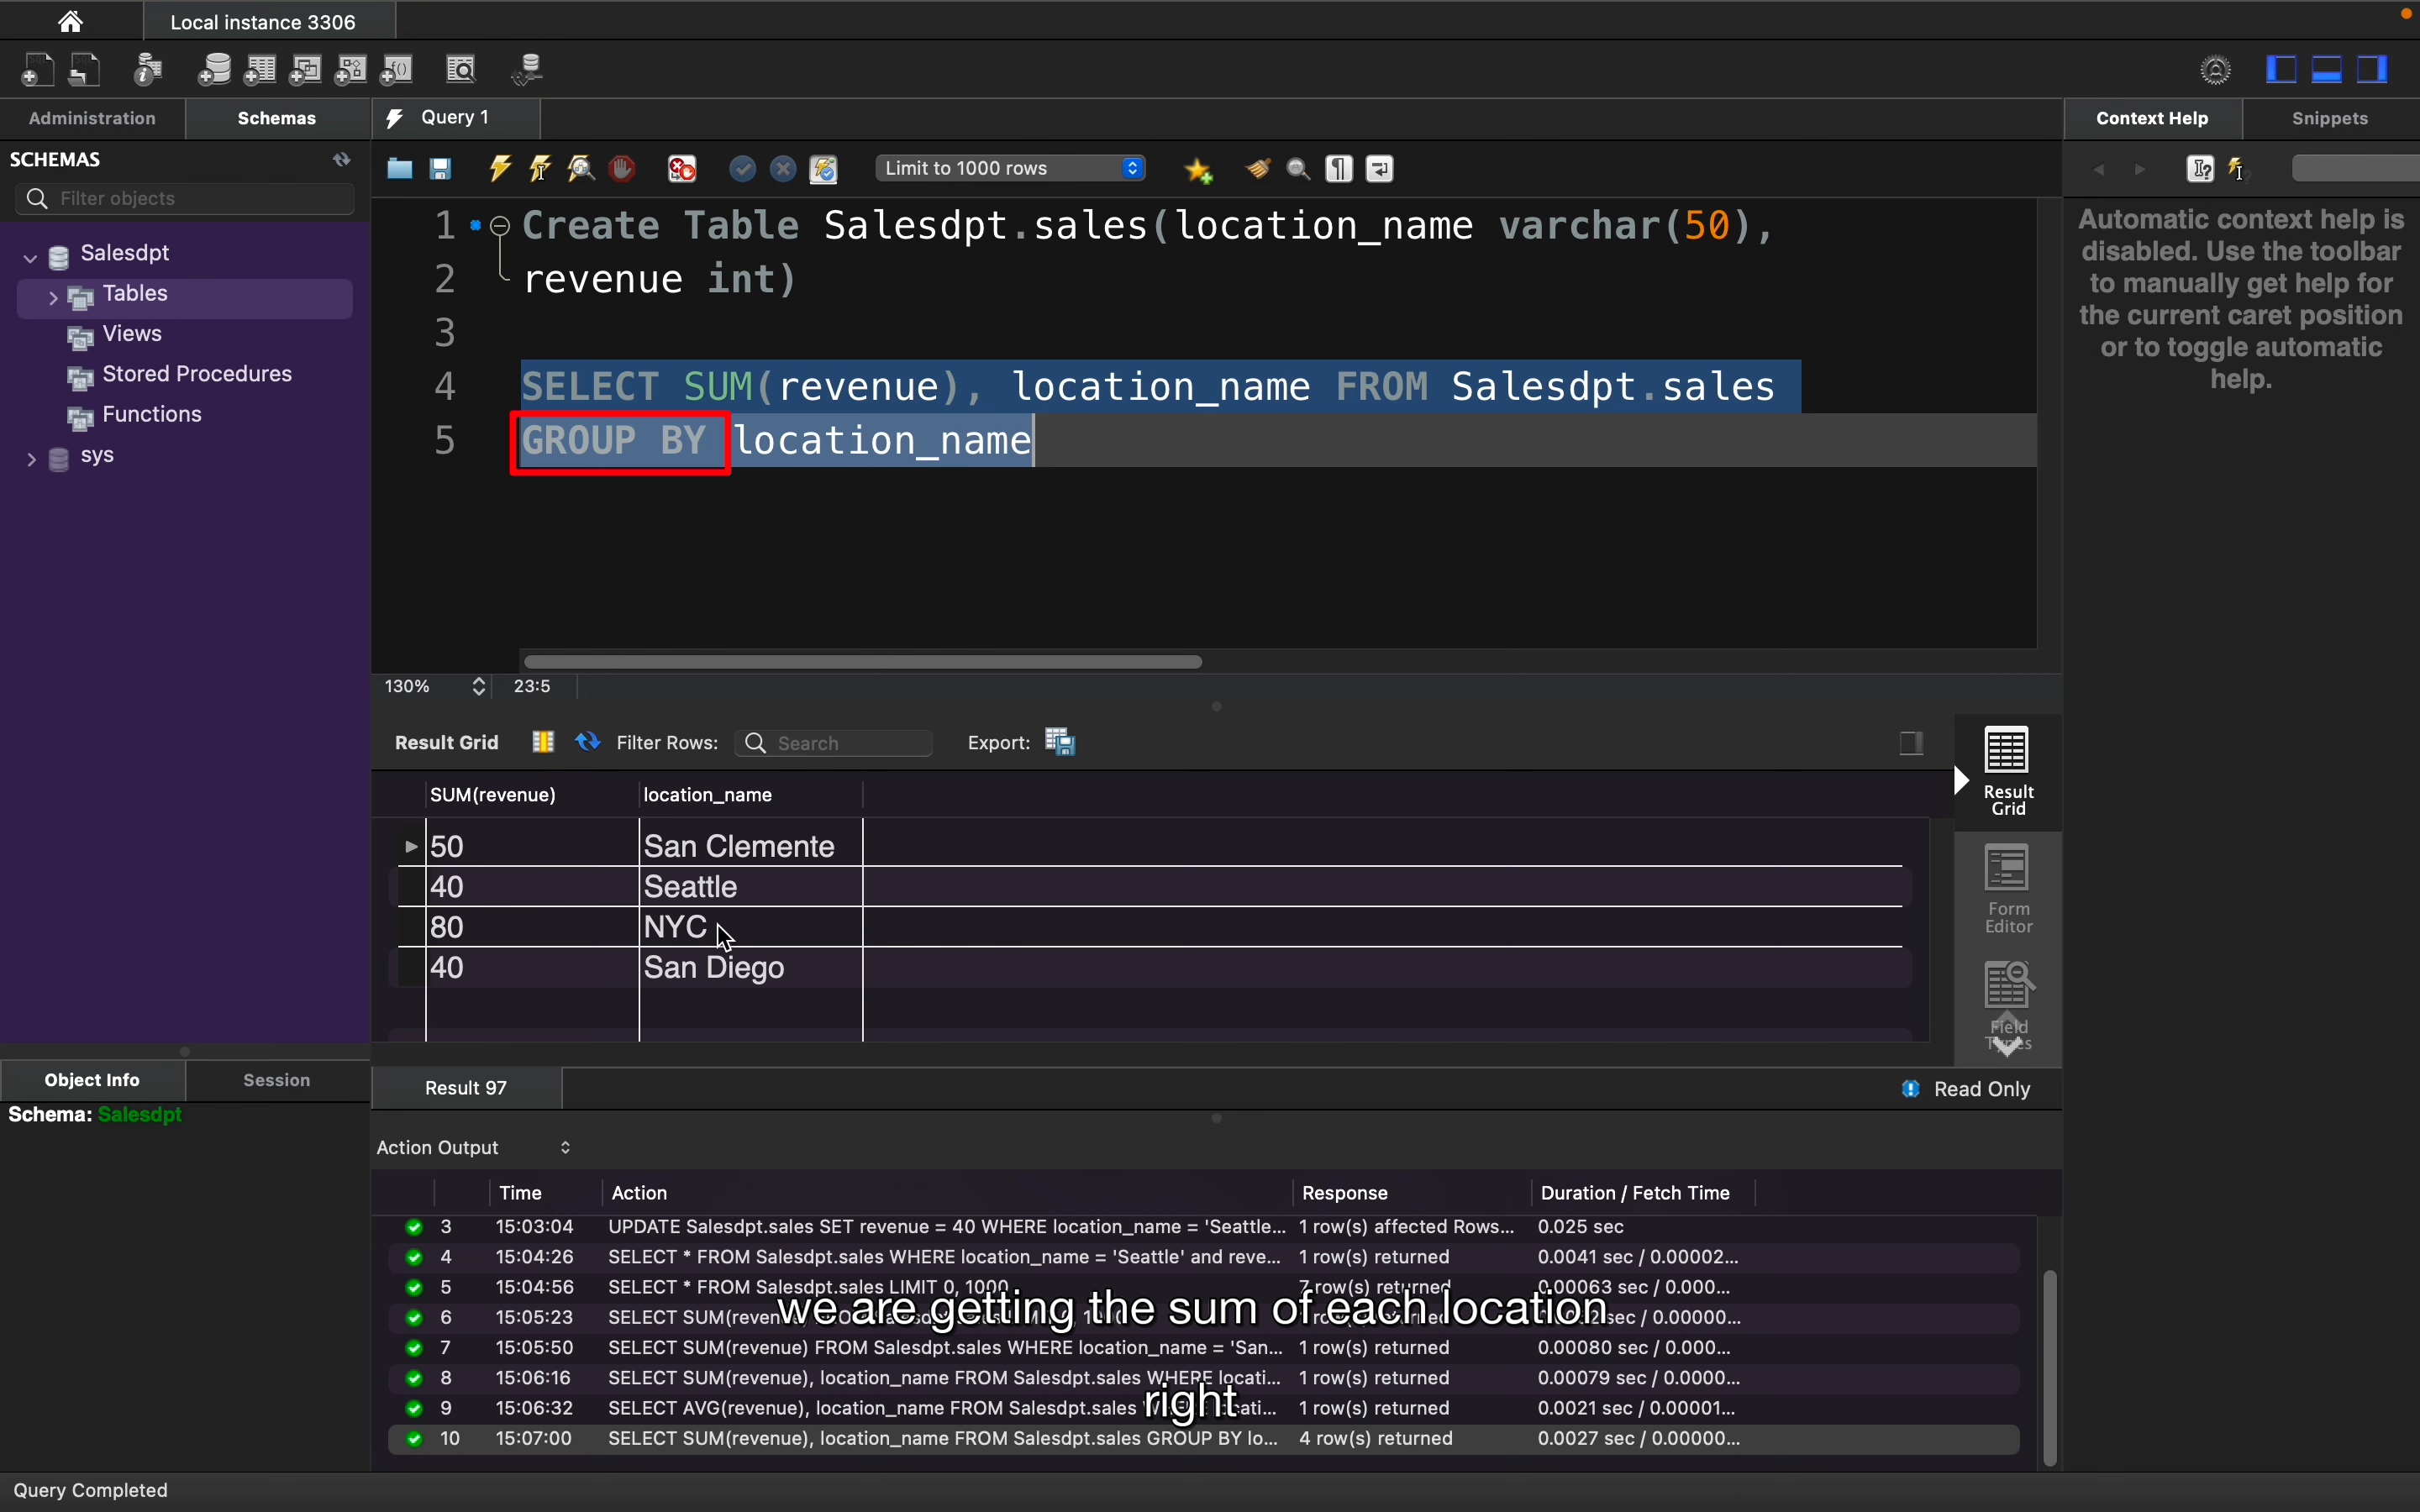 Local instance 3306
Administration
Schemas
Query 1
Context Help
Snippets
SCHEMAS
Filter objects
Limit to 1000 rows
Salesdpt
Tables
Views
Stored Procedures
Functions
sys
1 Create Table Salesdpt.sales(location_name varchar(50),
2 revenue int)
3
4 SELECT SUM(revenue), location_name FROM Salesdpt.sales
5 GROUP BY location_name
Automatic context help is
disabled. Use the toolbar
to manually get help for
the current caret position
or to toggle automatic
help.
130% 23:5
Result Grid Filter Rows: Search Export:
SUM(revenue) location_name
50 San Clemente
40 Seattle
80 NYC
40 San Diego
Result
Grid
Form
Editor
Field
Types
Object Info
Session
Schema: Salesdpt
Result 97
Read Only
Action Output
Time Action Response Duration / Fetch Time
3 15:03:04 UPDATE Salesdpt.sales SET revenue = 40 WHERE location_name = 'Seattle... 1 row(s) affected Rows... 0.025 sec
4 15:04:26 SELECT * FROM Salesdpt.sales WHERE location_name = 'Seattle' and reve... 1 row(s) returned 0.0041 sec / 0.00002...
5 15:04:56 SELECT * FROM Salesdpt.sales LIMIT 0, 1000 7 row(s) returned 0.00063 sec / 0.000...
6 15:05:23 SELECT sec / 0.00000...
7 15:05:50 SELECT SUM(revenue) FROM Salesdpt.sales WHERE location_name = 'San... 1 row(s) returned 0.00080 sec / 0.000...
8 15:06:16 SELECT SUM(revenue), location_name FROM Salesdpt.sales WHERE locati... 1 row(s) returned 0.00079 sec / 0.0000...
9 15:06:32 SELECT AVG(revenue), location_name FROM Salesdpt.sales 1 row(s) returned 0.0021 sec / 0.00001...
10 15:07:00 SELECT SUM(revenue), location_name FROM Salesdpt.sales GROUP BY lo... 4 row(s) returned 0.0027 sec / 0.00000...
we are getting the sum of each location
right
Query Completed